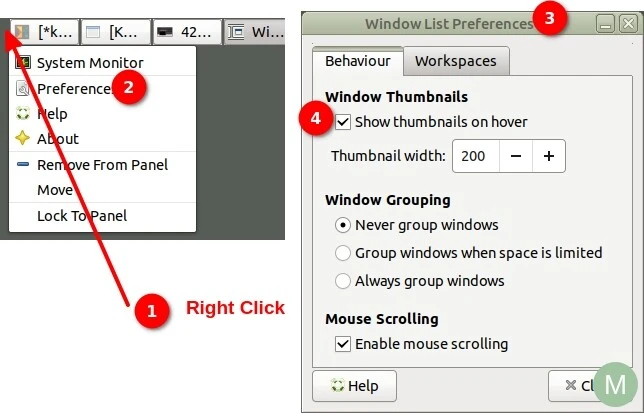 [*k...
[K...
42...
Wi...
System Monitor
Preferences
2
Help
About
Remove From Panel
Move
Lock To Panel
1
Right Click
Window List Preferences
3
Behaviour
Workspaces
Window Thumbnails
4
Show thumbnails on hover
Thumbnail width:
200
−
+
Window Grouping
Never group windows
Group windows when space is limited
Always group windows
Mouse Scrolling
Enable mouse scrolling
Help
Cl
M